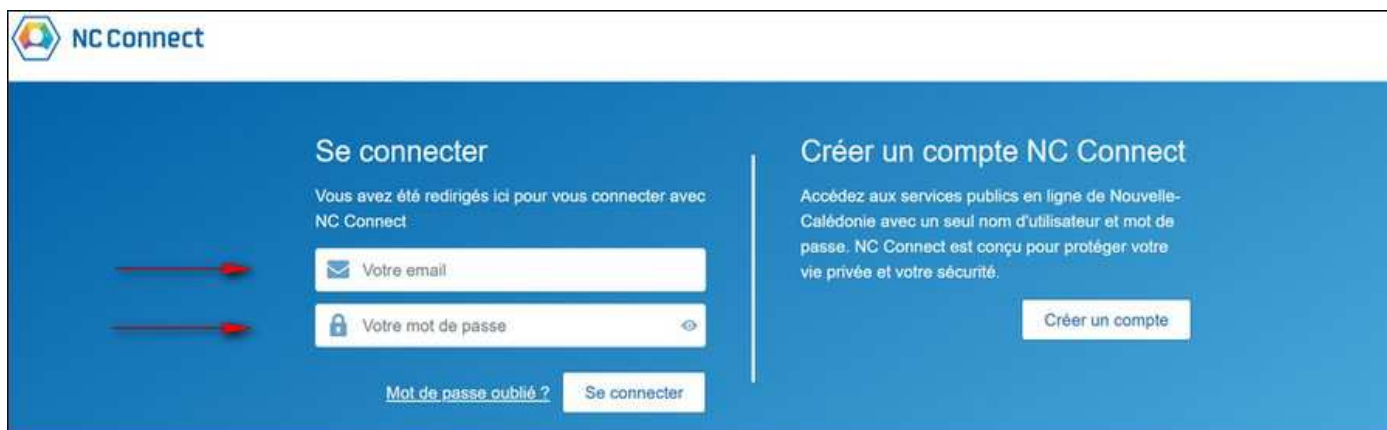 NC Connect
Se connecter
Vous avez été redirigés ici pour vous connecter avec
NC Connect
Votre email
Votre mot de passe
Mot de passe oublié ?
Se connecter
Créer un compte NC Connect
Accédez aux services publics en ligne de Nouvelle-
Calédonie avec un seul nom d'utilisateur et mot de
passe. NC Connect est conçu pour protéger votre
vie privée et votre sécurité.
Créer un compte